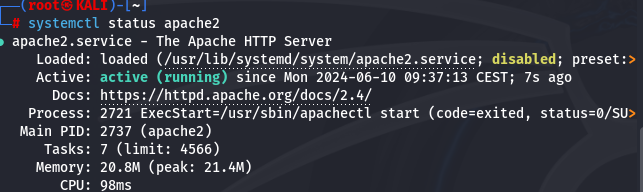 (root㉿KALI)-[~]
# systemctl status apache2
● apache2.service - The Apache HTTP Server
Loaded: loaded (/usr/lib/systemd/system/apache2.service; disabled; preset:>
Active: active (running) since Mon 2024-06-10 09:37:13 CEST; 7s ago
Docs: https://httpd.apache.org/docs/2.4/
Process: 2721 ExecStart=/usr/sbin/apachectl start (code=exited, status=0/SU>
Main PID: 2737 (apache2)
Tasks: 7 (limit: 4566)
Memory: 20.8M (peak: 21.4M)
CPU: 98ms